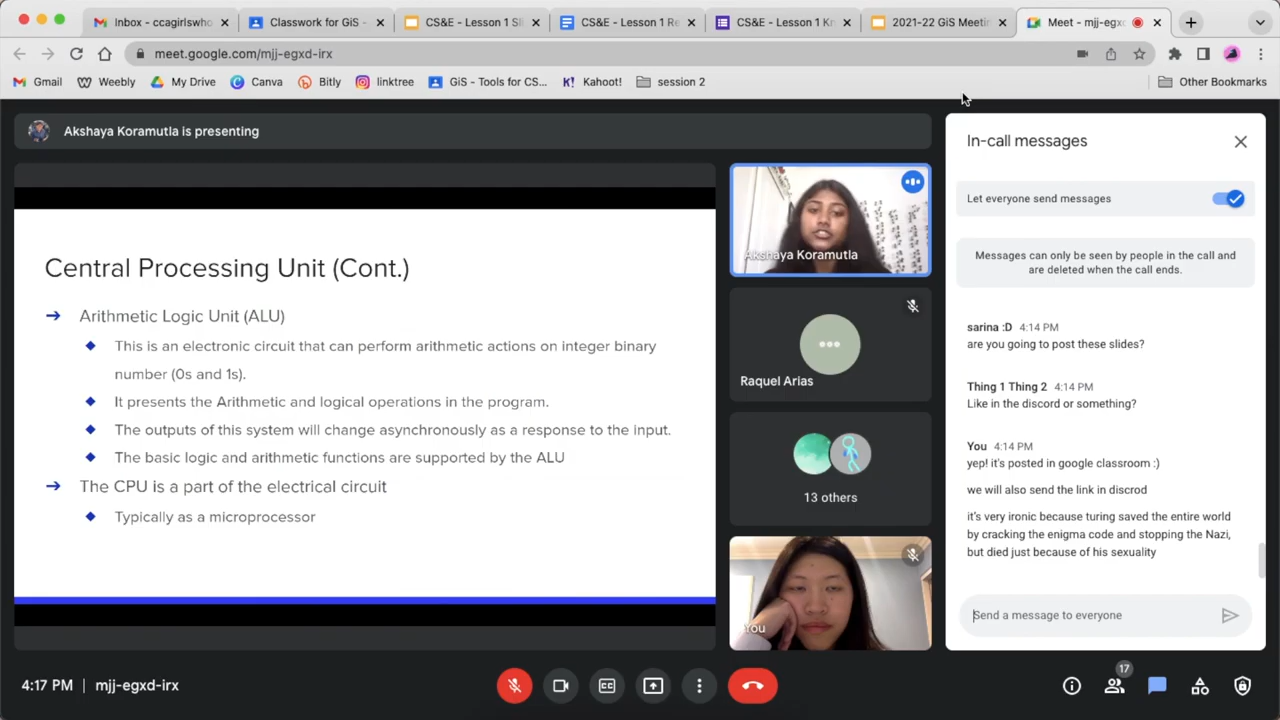 Inbox - ccagirlswho
Classwork for GiS -
CS&E - Lesson 1 Sli
CS&E - Lesson 1 Re
CS&E - Lesson 1 Kn
2021-22 GiS Meetin
Meet - mjj-egx
meet.google.com/mjj-egxd-irx
Gmail
Weebly
My Drive
Canva
Bitly
linktree
GiS - Tools for CS...
K!
Kahoot!
session 2
Other Bookmarks
Akshaya Koramutla is presenting
Central Processing Unit (Cont.)
Arithmetic Logic Unit (ALU)
This is an electronic circuit that can perform arithmetic actions on integer binary
number (0s and 1s).
It presents the Arithmetic and logical operations in the program.
The outputs of this system will change asynchronously as a response to the input.
The basic logic and arithmetic functions are supported by the ALU
The CPU is a part of the electrical circuit
Typically as a microprocessor
Akshaya Koramutla
Raquel Arias
13 others
You
In-call messages
Let everyone send messages
Messages can only be seen by people in the call and
are deleted when the call ends.
sarina :D 4:14 PM
are you going to post these slides?
Thing 1 Thing 2 4:14 PM
Like in the discord or something?
You 4:14 PM
yep! it's posted in google classroom :)
we will also send the link in discrod
it's very ironic because turing saved the entire world
by cracking the enigma code and stopping the Nazi,
but died just because of his sexuality
Send a message to everyone
4:17 PM | mjj-egxd-irx
17